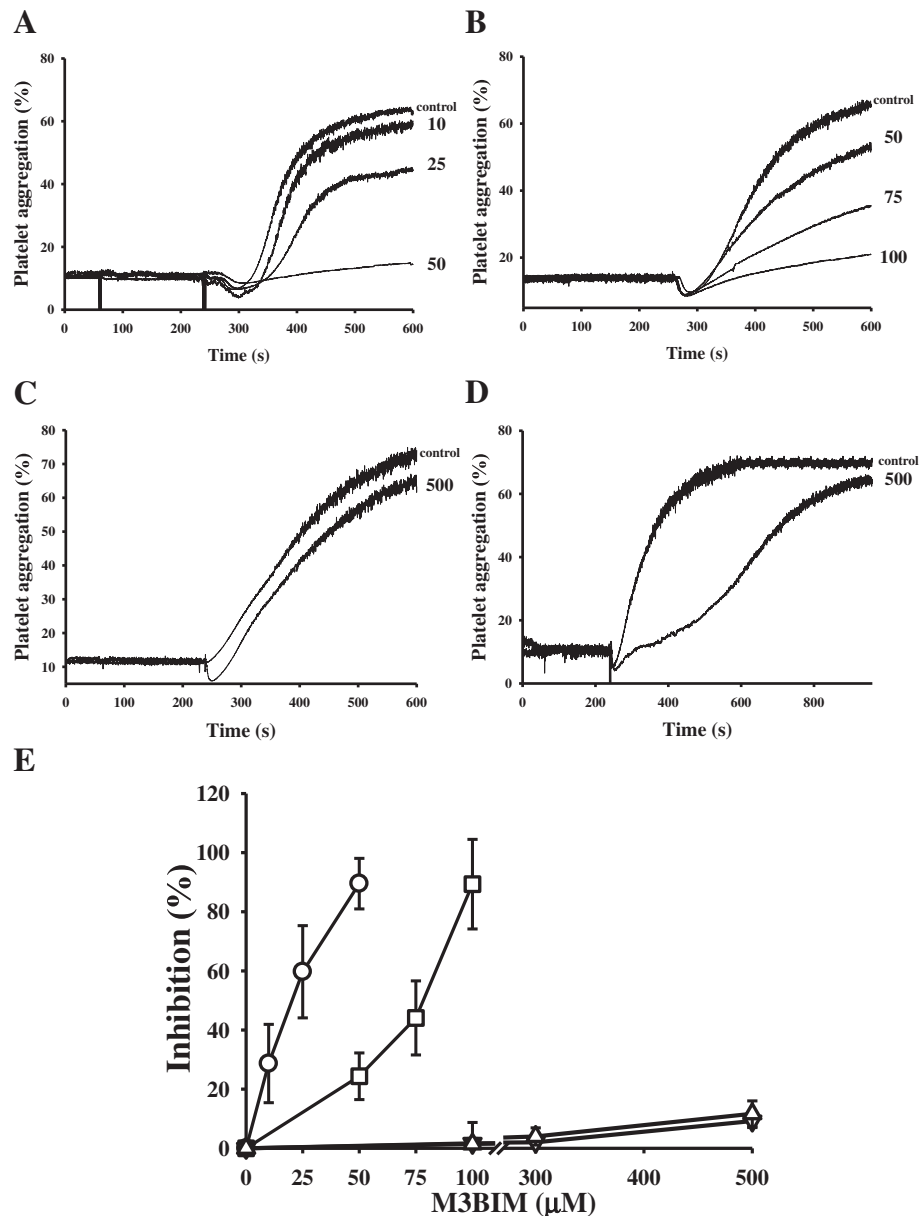 A
Platelet aggregation (%)
80
60
40
20
0
0 100 200 300 400 500 600
Time (s)
control
10
25
50
B
Platelet aggregation (%)
80
60
40
20
0 100 200 300 400 500 600
Time (s)
control
50
75
100
C
Platelet aggregation (%)
80
70
60
50
40
30
20
10
0 100 200 300 400 500 600
Time (s)
control
500
D
Platelet aggregation (%)
80
60
40
20
0
0 200 400 600 800
Time (s)
control
500
E
Inhibition (%)
120
100
80
60
40
20
0
0 25 50 75 100 300 500
M3BIM (μM)